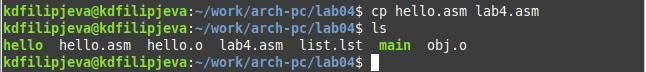 kdfilipjeva@kdfilipjeva:~/work/arch-pc/lab04$ cp hello.asm lab4.asm
kdfilipjeva@kdfilipjeva:~/work/arch-pc/lab04$ ls
hello  hello.asm  hello.o  lab4.asm  list.lst  main  obj.o
kdfilipjeva@kdfilipjeva:~/work/arch-pc/lab04$